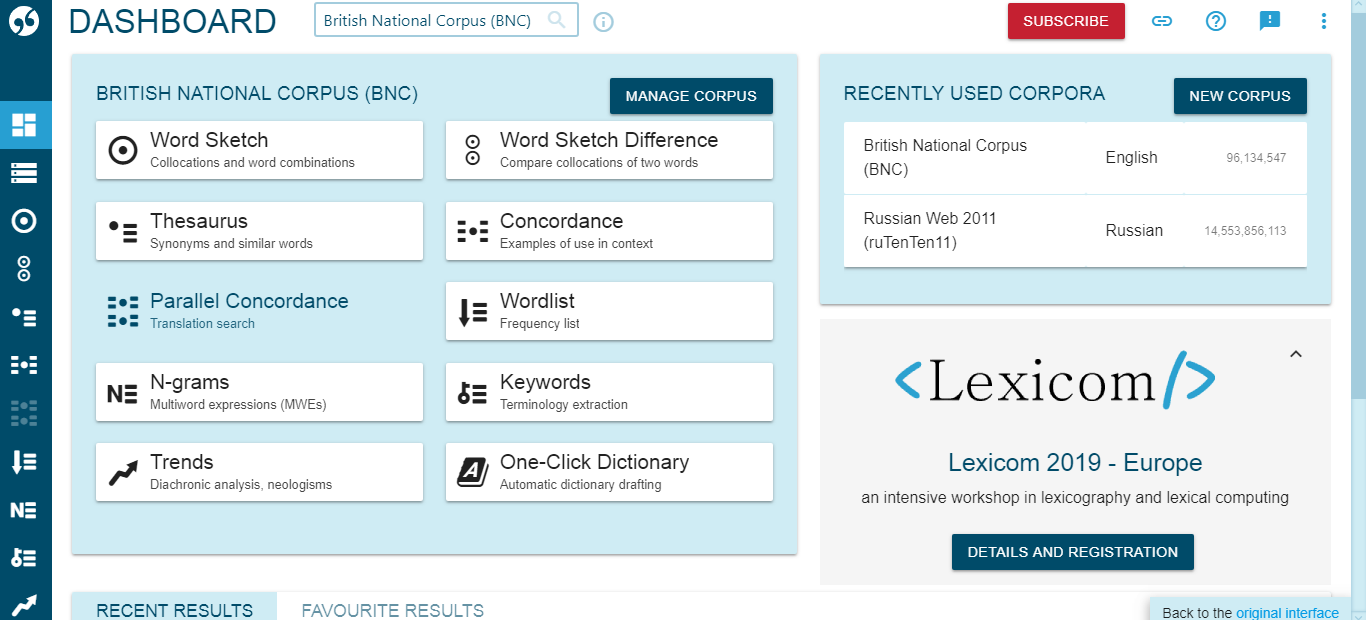 DASHBOARD
British National Corpus (BNC)
SUBSCRIBE
BRITISH NATIONAL CORPUS (BNC)
MANAGE CORPUS
Word Sketch
Collocations and word combinations
Word Sketch Difference
Compare collocations of two words
Thesaurus
Synonyms and similar words
Concordance
Examples of use in context
Parallel Concordance
Translation search
Wordlist
Frequency list
N-grams
Multiword expressions (MWEs)
Keywords
Terminology extraction
Trends
Diachronic analysis, neologisms
One-Click Dictionary
Automatic dictionary drafting
RECENTLY USED CORPORA
NEW CORPUS
British National Corpus
(BNC)
English
96,134,547
Russian Web 2011
(ruTenTen11)
Russian
14,553,856,113
<Lexicom/>
Lexicom 2019 - Europe
an intensive workshop in lexicography and lexical computing
DETAILS AND REGISTRATION
RECENT RESULTS
FAVOURITE RESULTS
Back to the original interface